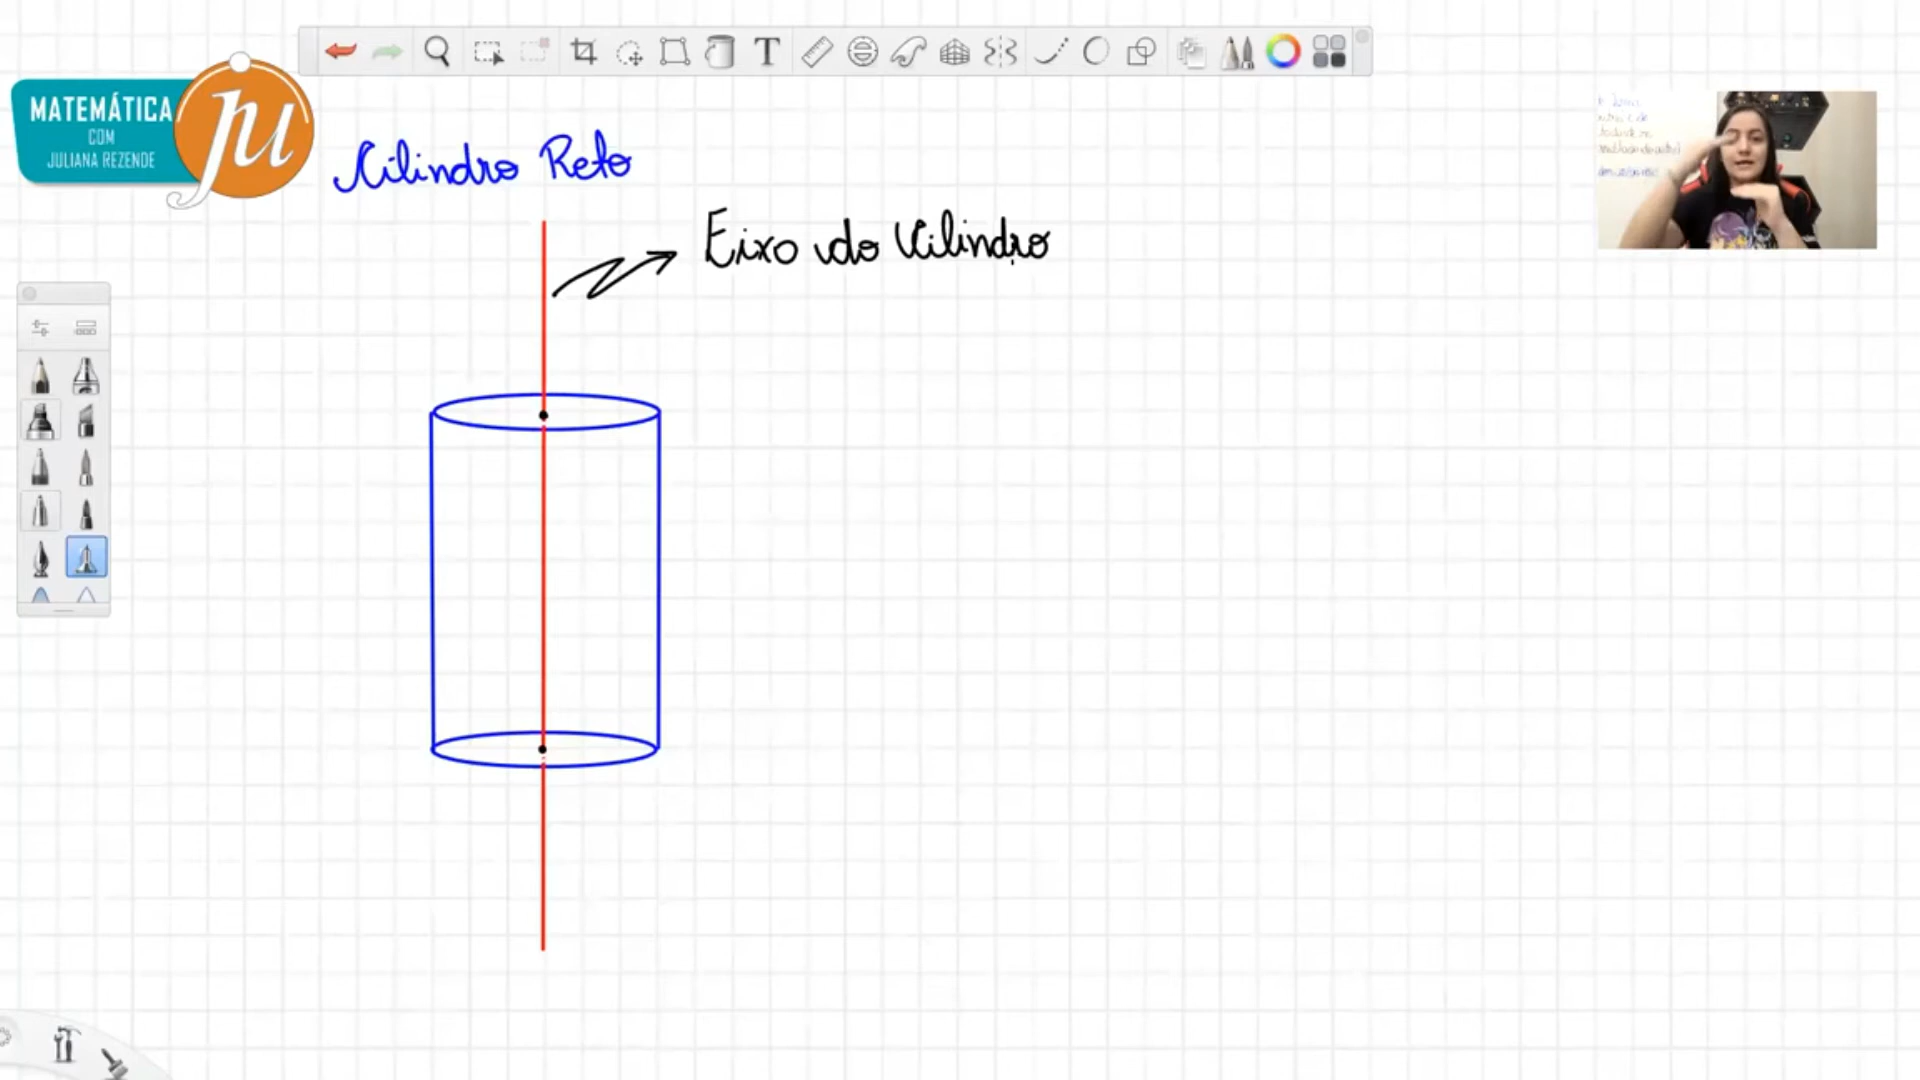 MATEMÁTICA
COM
JULIANA REZENDE
Ju
Cilindro Reto
Eixo do Cilindro
T